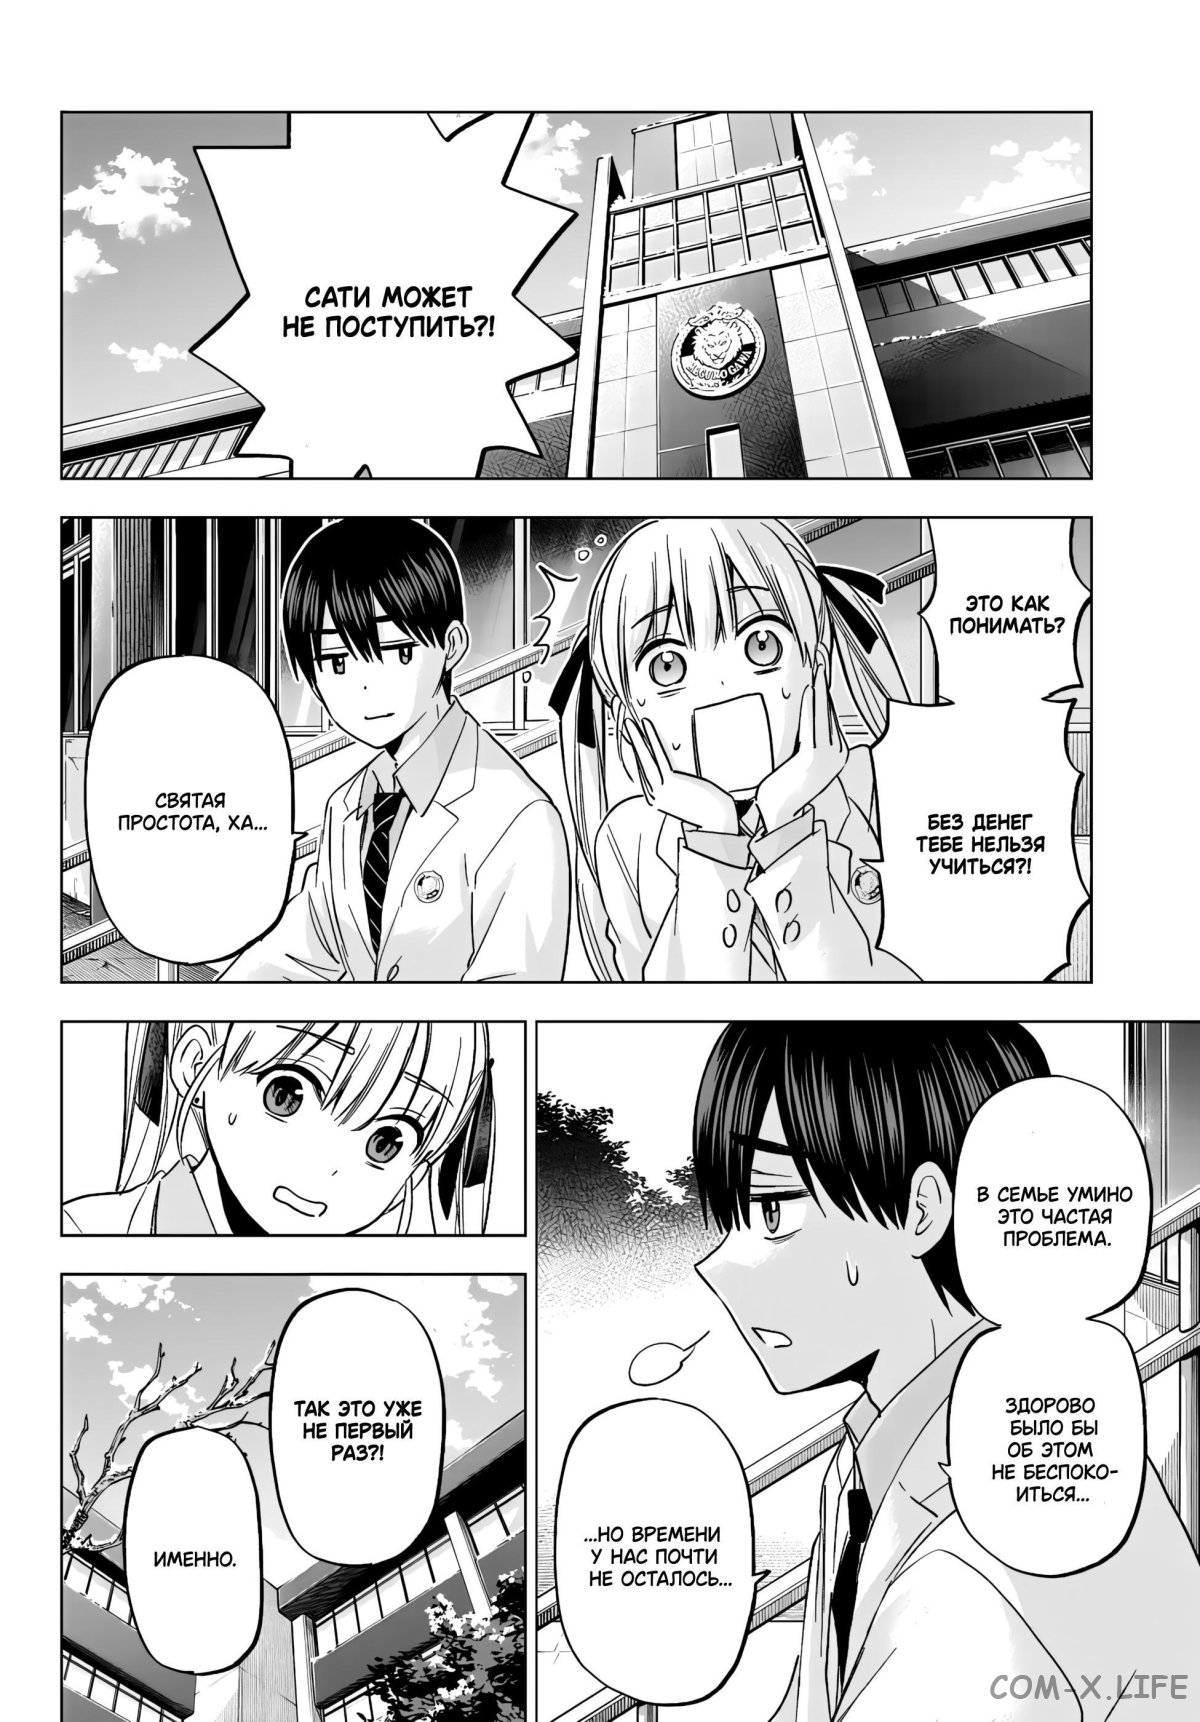 САТИ МОЖЕТ
НЕ ПОСТУПИТЬ?!
MEGUROGAWA
ЭТО КАК
ПОНИМАТЬ?
БЕЗ ДЕНЕГ
ТЕБЕ НЕЛЬЗЯ
УЧИТЬСЯ?!
СВЯТАЯ
ПРОСТОТА, ХА...
В СЕМЬЕ УМИНО
ЭТО ЧАСТАЯ
ПРОБЛЕМА.
ЗДОРОВО
БЫЛО БЫ
ОБ ЭТОМ
НЕ БЕСПОКО-
ИТЬСЯ...
...НО ВРЕМЕНИ
У НАС ПОЧТИ
НЕ ОСТАЛОСЬ...
ТАК ЭТО УЖЕ
НЕ ПЕРВЫЙ
РАЗ?!
ИМЕННО.
COM-X.LIFE